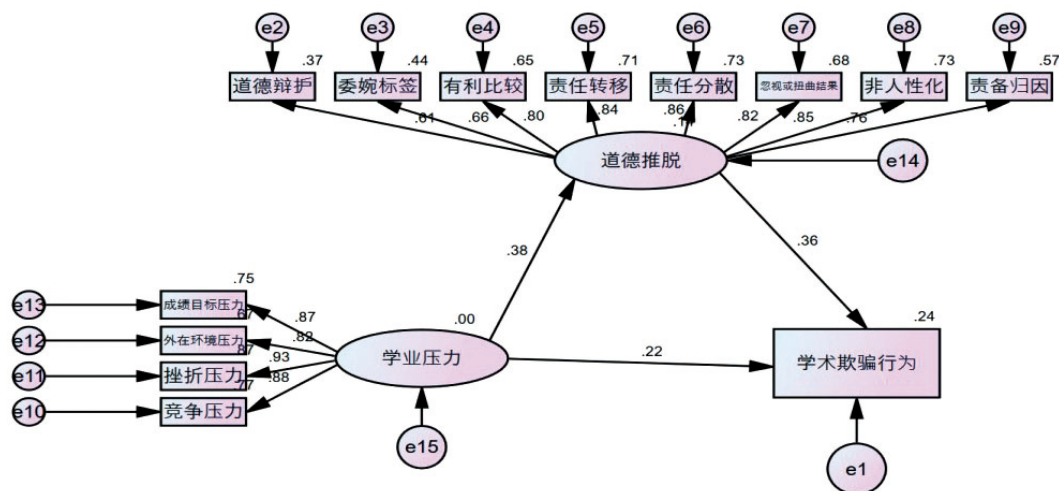 e2 e3 e4 e5 e6 e7 e8 e9
.37 .44 .65 .71 .73 .68 .73 .57
道德辩护 委婉标签 有利比较 责任转移 责任分散 忽视或扭曲结果 非人性化 责备归因
.61 .66 .80 .84 .86 .82 .85 .76
道德推脱
e14
.38
.36
.75
e13 成绩目标压力
.87
.67
e12 外在环境压力
.82
.00
.24
.87
学业压力
.22
学术欺骗行为
e11 挫折压力
.93
.77
.88
e10 竞争压力
e15
e1